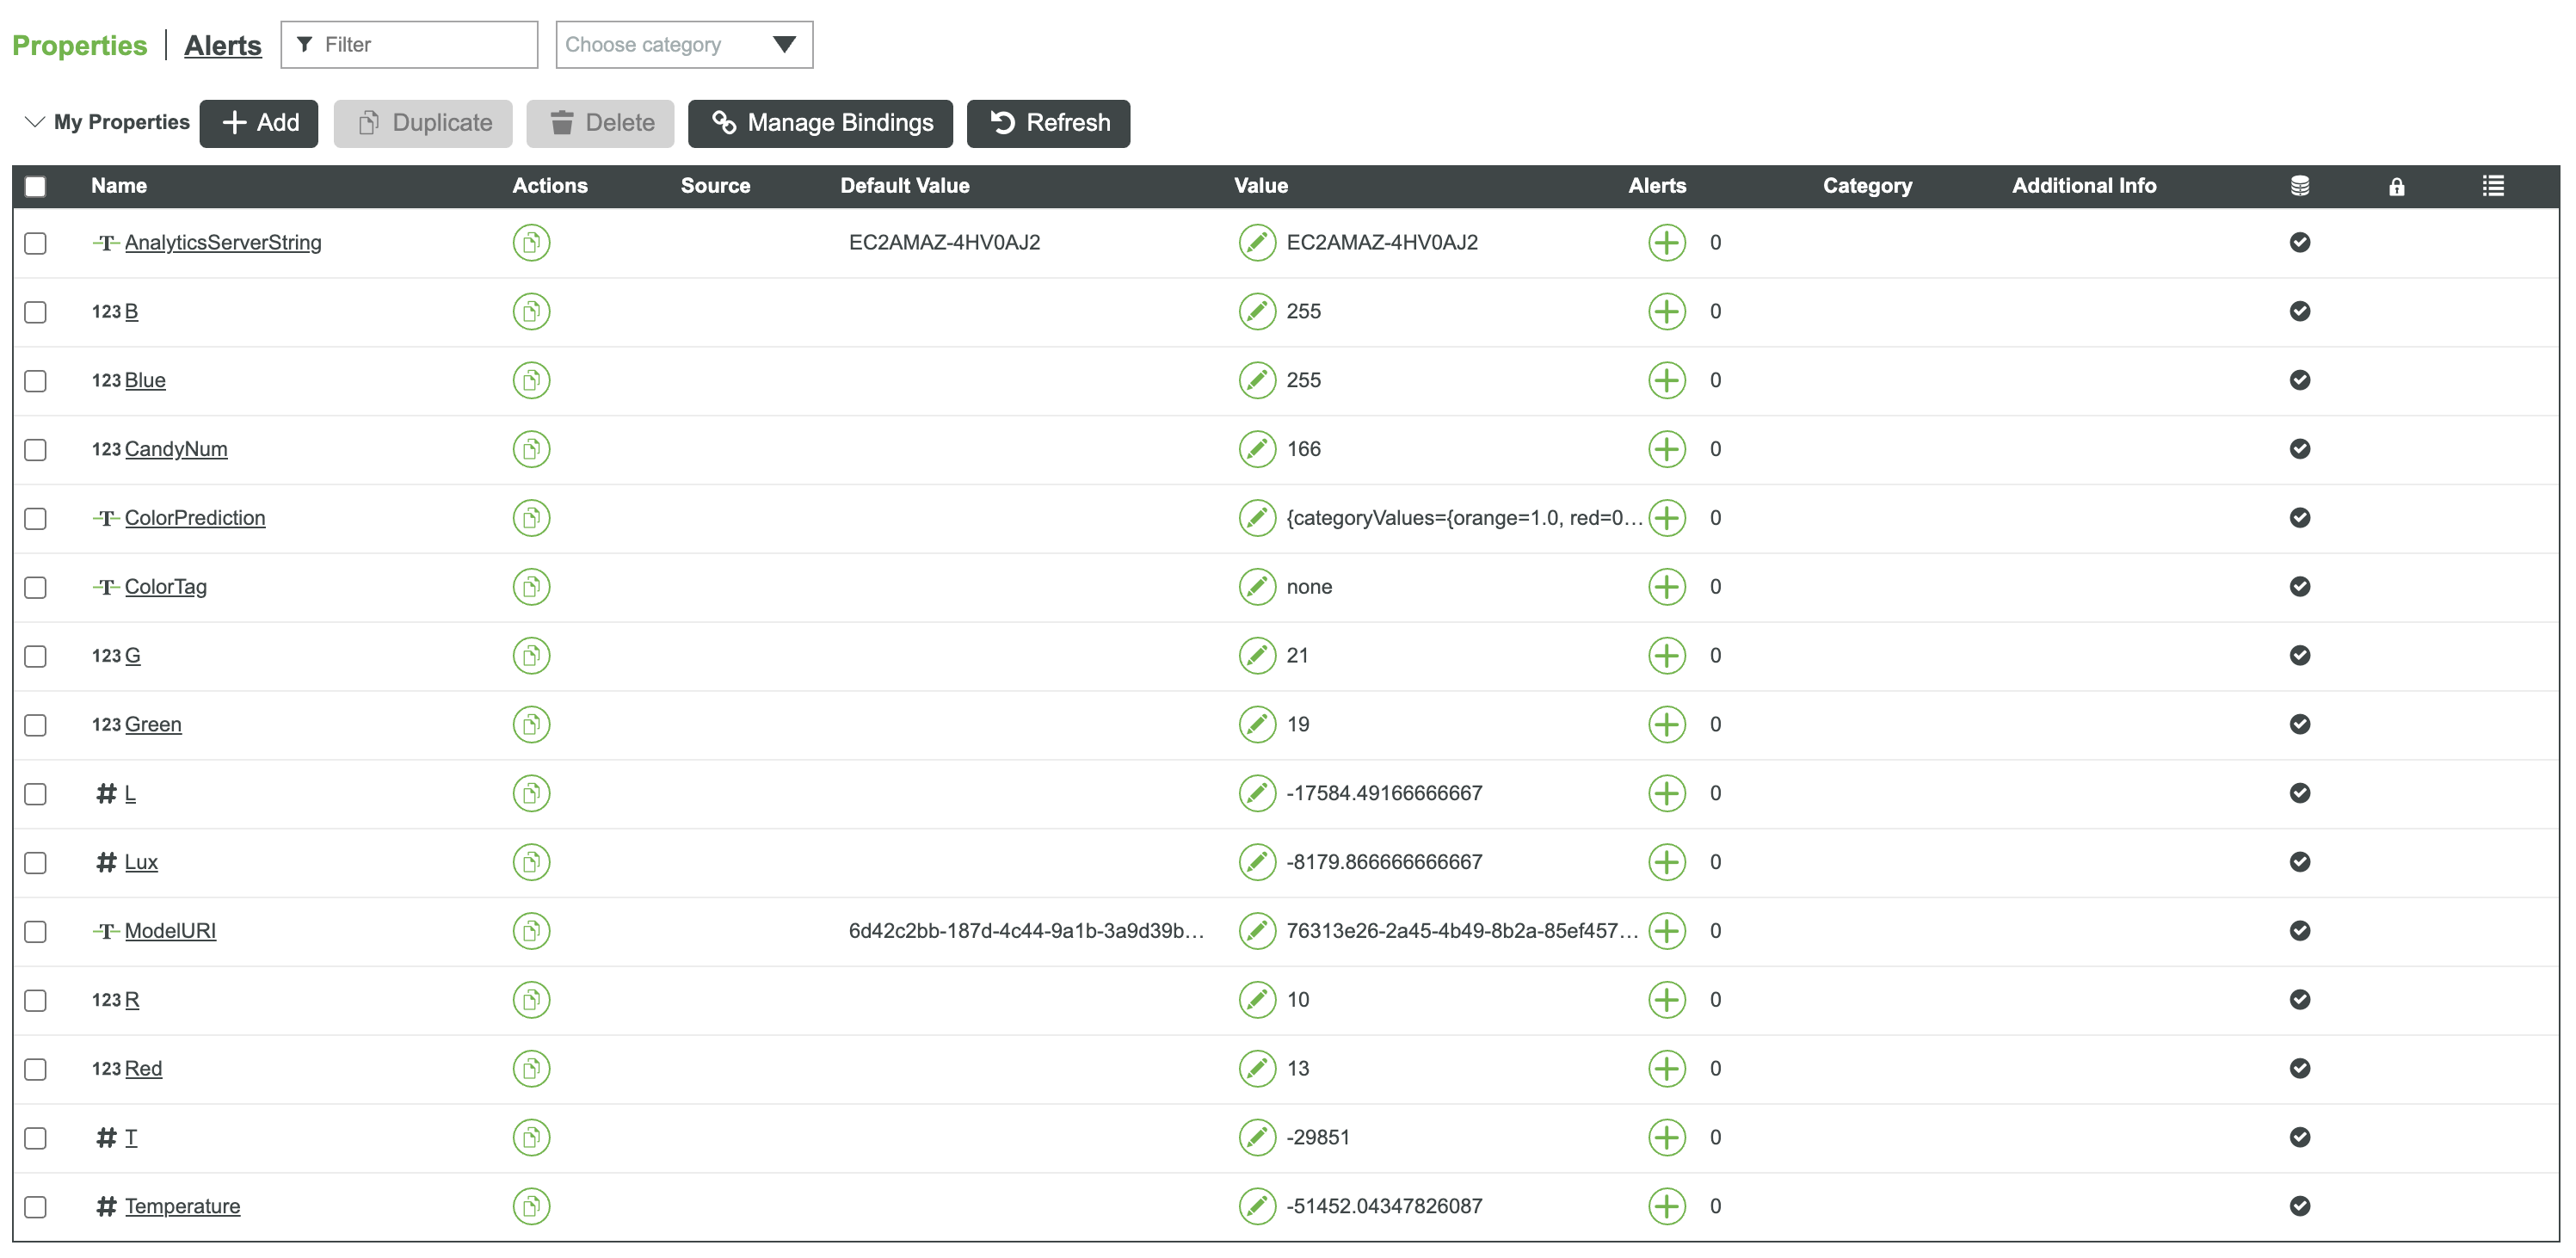 Properties | Alerts Filter Choose category
My Properties Add Duplicate Delete Manage Bindings Refresh
Name Actions Source Default Value Value Alerts Category Additional Info
T AnalyticsServerString EC2AMAZ-4HV0AJ2 EC2AMAZ-4HV0AJ2 0
123 B 255 0
123 Blue 255 0
123 CandyNum 166 0
T ColorPrediction {categoryValues={orange=1.0, red=0... 0
T ColorTag none 0
123 G 21 0
123 Green 19 0
# L -17584.49166666667 0
# Lux -8179.866666666667 0
T ModelURI 6d42c2bb-187d-4c44-9a1b-3a9d39b... 76313e26-2a45-4b49-8b2a-85ef457... 0
123 R 10 0
123 Red 13 0
# T -29851 0
# Temperature -51452.04347826087 0